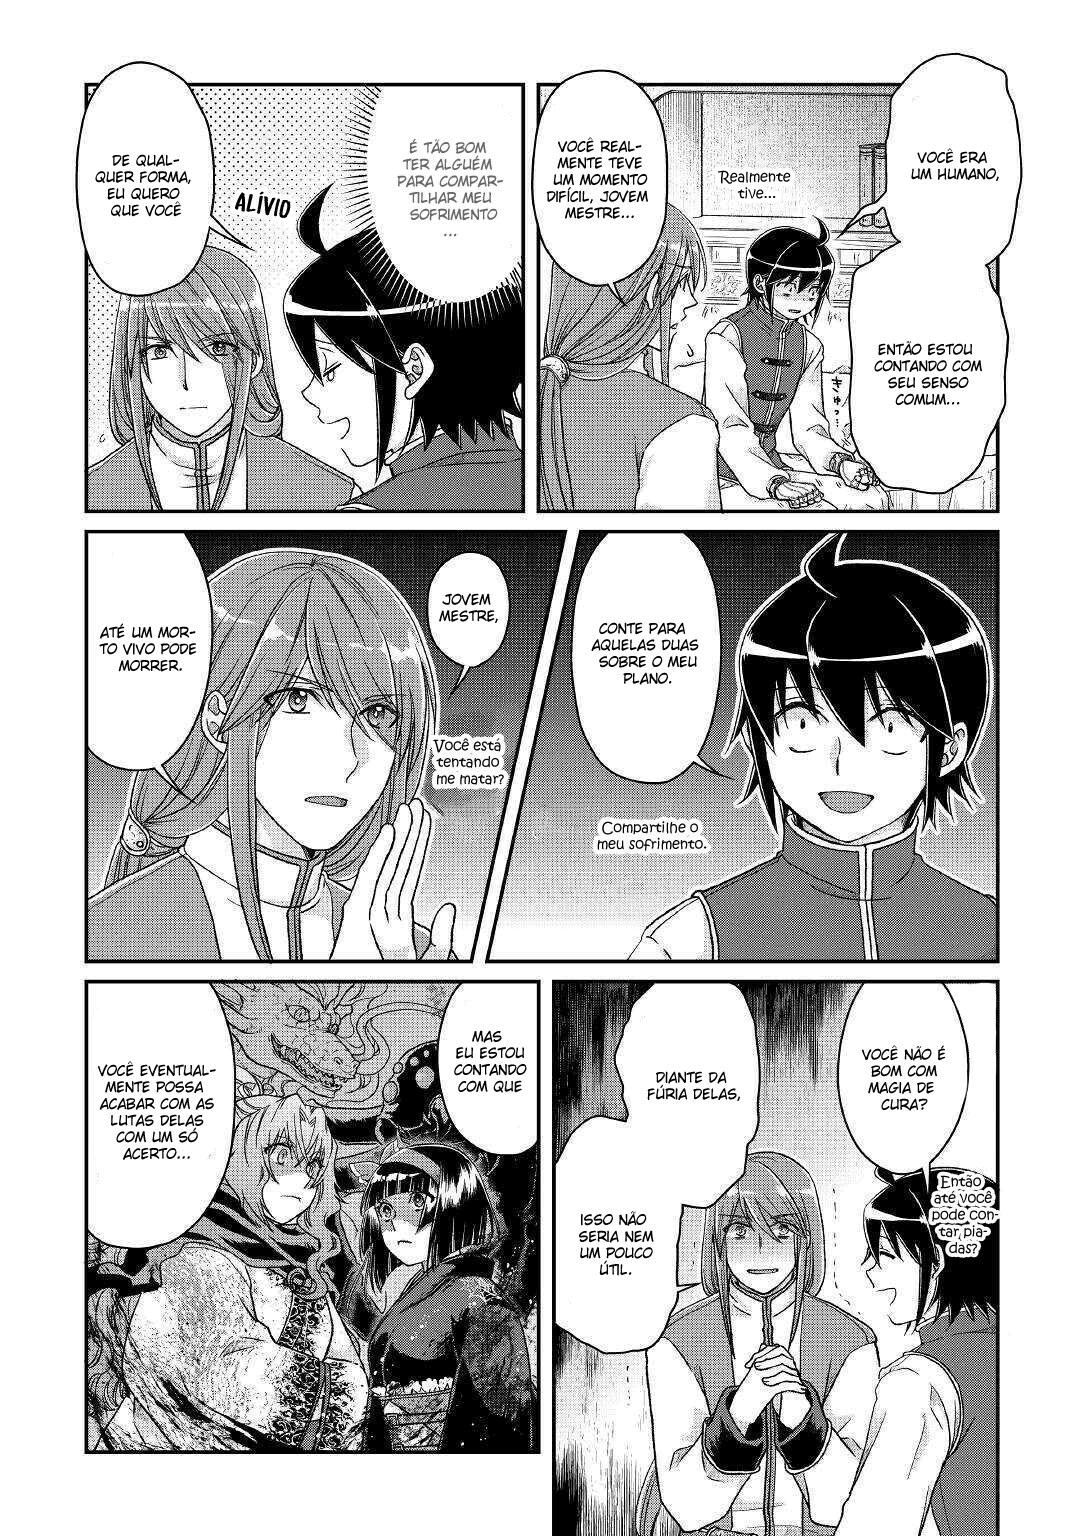 VOCÊ ERA
UM HUMANO,
ENTÃO ESTOU
CONTANDO COM
SEU SENSO
COMUM...
Realmente
tive...
VOCÊ REAL-
MENTE TEVE
UM MOMENTO
DIFÍCIL, JOVEM
MESTRE...
きゅっ…
É TÃO BOM
TER ALGUÉM
PARA COMPAR-
TILHAR MEU
SOFRIMENTO
...
ALÍVIO
DE QUAL-
QUER FORMA,
EU QUERO
QUE VOCÊ
CONTE PARA
AQUELAS DUAS
SOBRE O MEU
PLANO.
Compartilhe o
meu sofrimento.
JOVEM
MESTRE,
Você está
tentando
me matar?
ATÉ UM MOR-
TO VIVO PODE
MORRER.
VOCÊ NÃO É
BOM COM
MAGIA DE
CURA?
Então
até você
pode con-
tar pia-
das?
DIANTE DA
FÚRIA DELAS,
ISSO NÃO
SERIA NEM
UM POUCO
ÚTIL.
MAS
EU ESTOU
CONTANDO
COM QUE
VOCÊ EVENTUAL-
MENTE POSSA
ACABAR COM AS
LUTAS DELAS
COM UM SÓ
ACERTO...